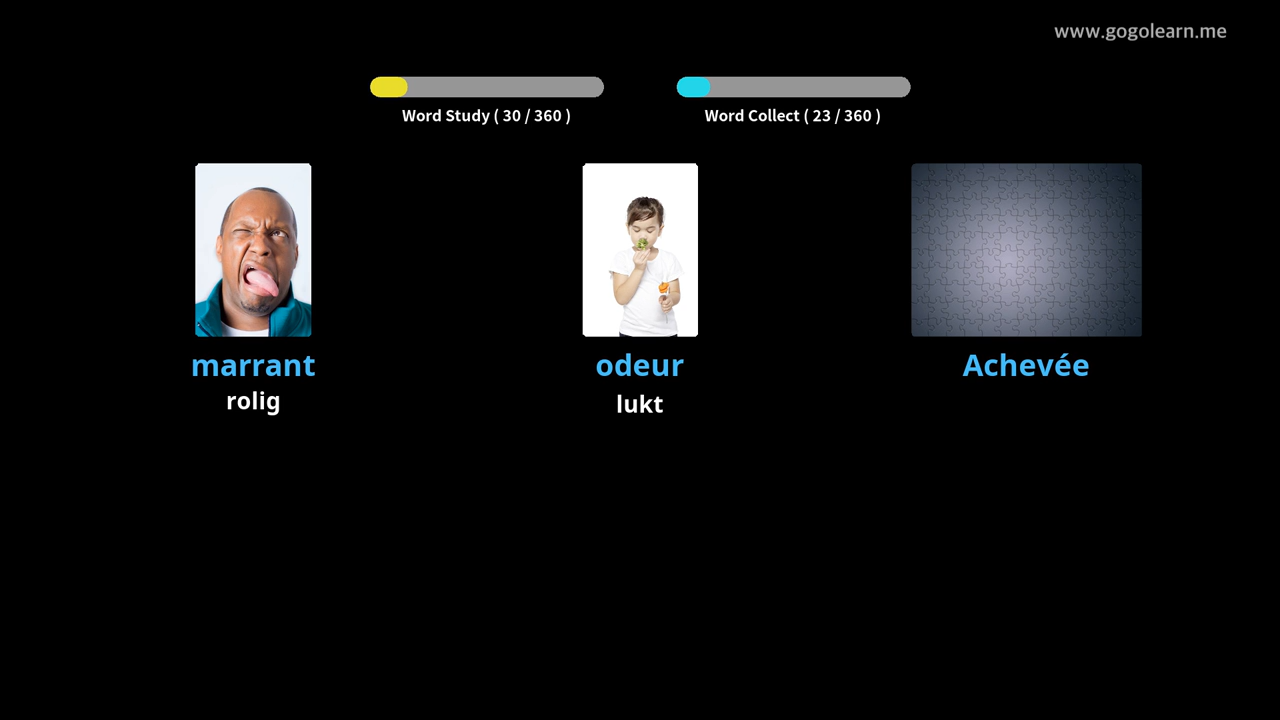 www.gogolearn.me
Word Study ( 30 / 360 )
Word Collect ( 23 / 360 )
marrant
rolig
odeur
lukt
Achevée